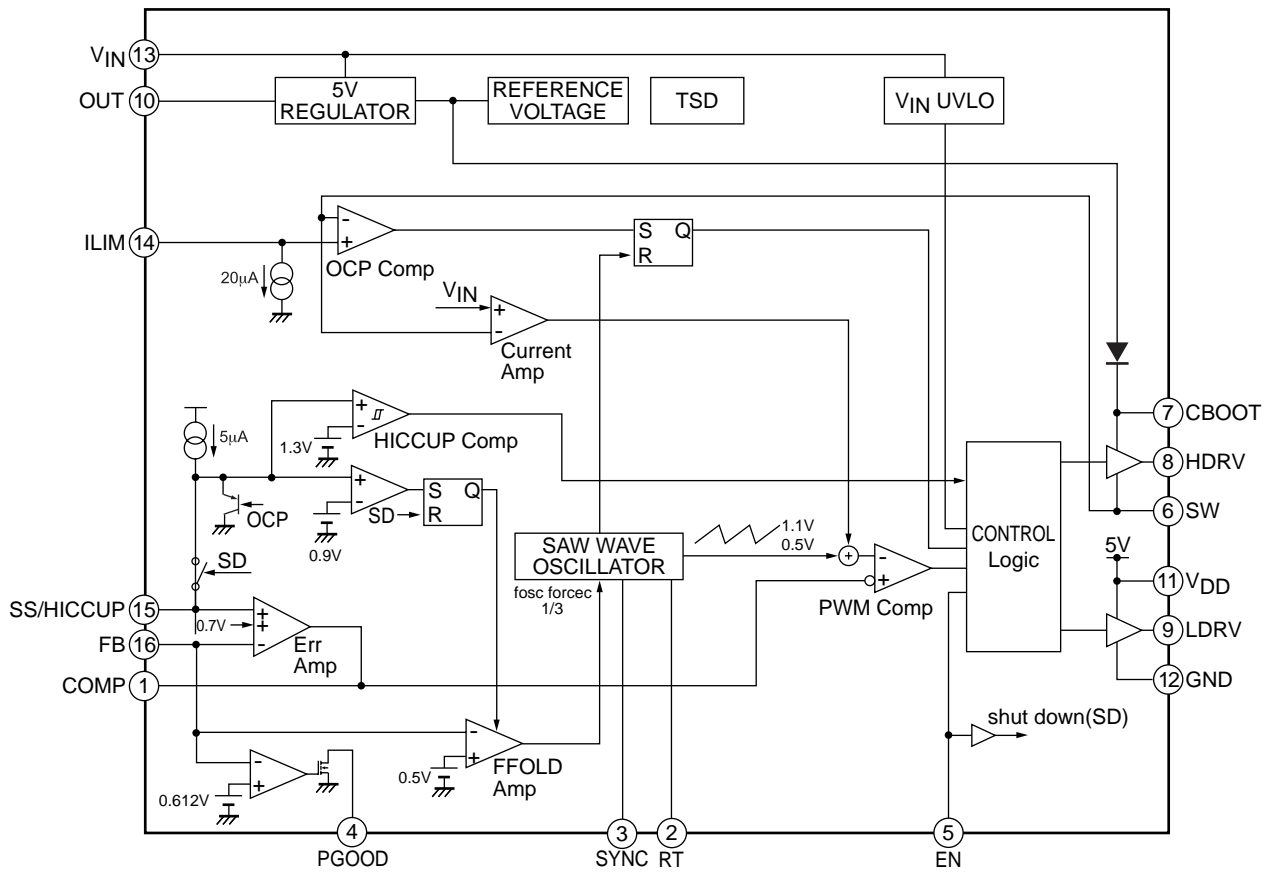 VIN 13
OUT 10
5V
REGULATOR
REFERENCE
VOLTAGE
TSD
VIN UVLO
ILIM 14
20μA
-
+
OCP Comp
S Q
R
VIN
+
-
Current
Amp
5μA
+
-
1.3V
HICCUP Comp
+
-
0.9V
S Q
R
SD
OCP
SD
SS/HICCUP 15
0.7V
FB 16
COMP 1
+
+
-
Err
Amp
SAW WAVE
OSCILLATOR
fosc forcec
1/3
1.1V
0.5V
+
-
+
PWM Comp
CONTROL
Logic
7 CBOOT
8 HDRV
6 SW
5V
11 VDD
9 LDRV
12 GND
shut down(SD)
-
+
0.5V
FFOLD
Amp
-
+
0.612V
4
PGOOD
3
SYNC
2
RT
5
EN